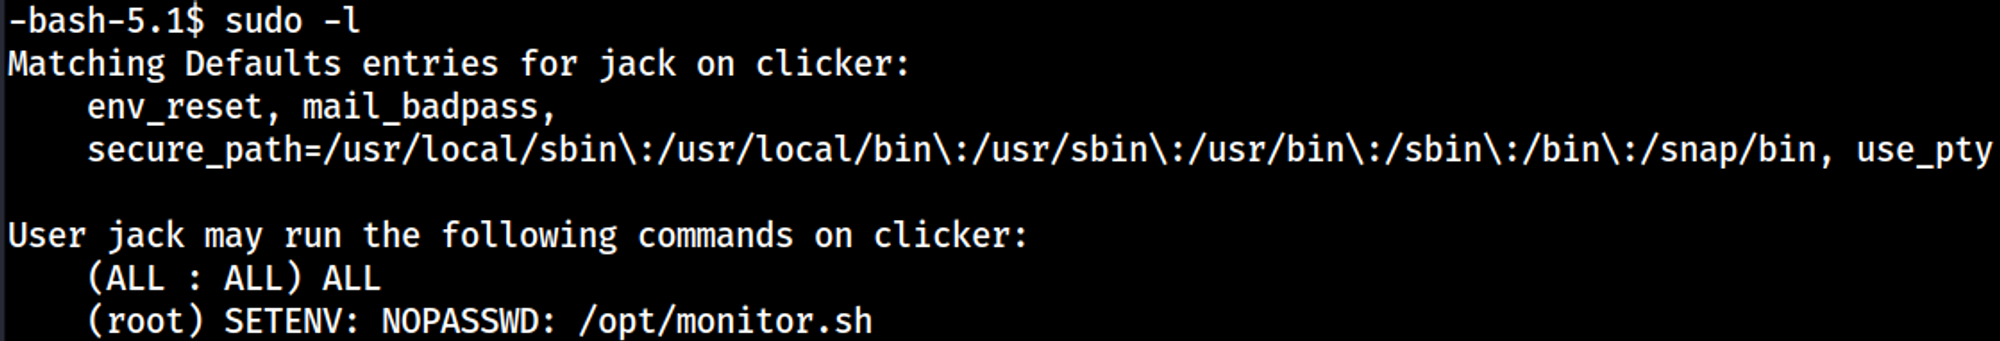 -bash-5.1$ sudo -l
Matching Defaults entries for jack on clicker:
    env_reset, mail_badpass,
    secure_path=/usr/local/sbin\:/usr/local/bin\:/usr/sbin\:/usr/bin\:/sbin\:/bin\:/snap/bin, use_pty

User jack may run the following commands on clicker:
    (ALL : ALL) ALL
    (root) SETENV: NOPASSWD: /opt/monitor.sh